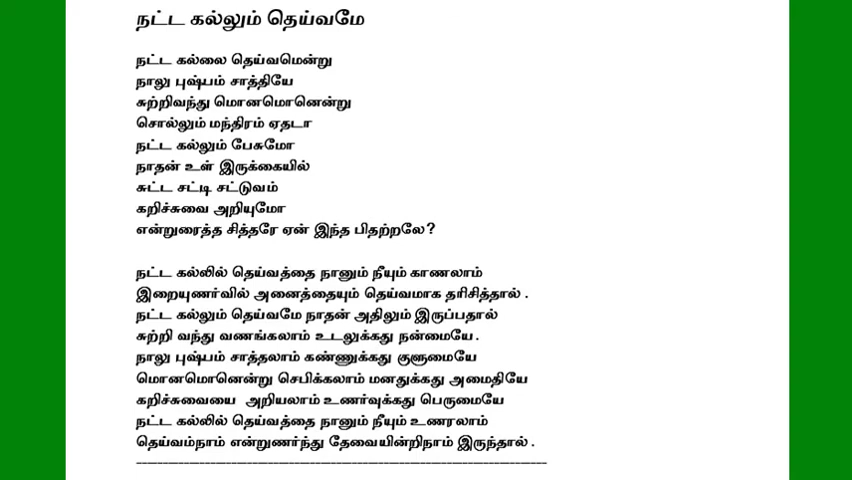 நட்ட கல்லும் தெய்வமே
நட்ட கல்லை தெய்வமென்று
நாலு புஷ்பம் சாத்தியே
சுற்றிவந்து மொனமொனென்று
சொல்லும் மந்திரம் ஏதடா
நட்ட கல்லும் பேசுமோ
நாதன் உள் இருக்கையில்
சுட்ட சட்டி சட்டுவம்
கறிச்சுவை அறியுமோ
என்றுரைத்த சித்தரே ஏன் இந்த பிதற்றலே?
நட்ட கல்லில் தெய்வத்தை நானும் நீயும் காணலாம்
இறையுணர்வில் அனைத்தையும் தெய்வமாக தரிசித்தால் .
நட்ட கல்லும் தெய்வமே நாதன் அதிலும் இருப்பதால்
சுற்றி வந்து வணங்கலாம் உடலுக்கது நன்மையே .
நாலு புஷ்பம் சாத்தலாம் கண்ணுக்கது குளுமையே
மொனமொனென்று செபிக்கலாம் மனதுக்கது அமைதியே
கறிச்சுவையை அறியலாம் உணர்வுக்கது பெருமையே
நட்ட கல்லில் தெய்வத்தை நானும் நீயும் உணரலாம்
தெய்வம்நாம் என்றுணர்ந்து தேவையின்றிநாம் இருந்தால் .